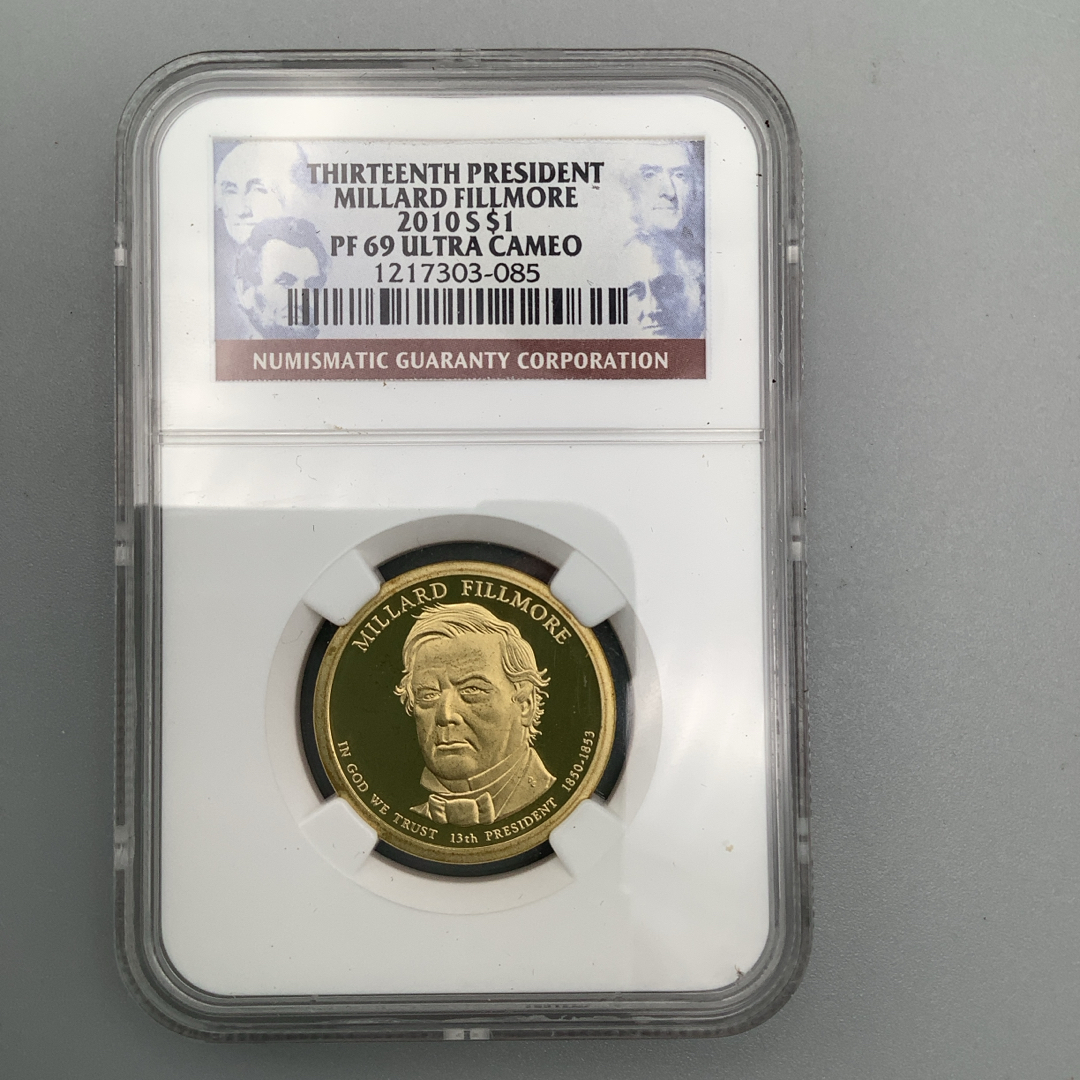 THIRTEENTH PRESIDENT
MILLARD FILLMORE
2010 S $1
PF 69 ULTRA CAMEO
1217303-085
NUMISMATIC GUARANTY CORPORATION
MILLARD FILLMORE
IN GOD WE TRUST 13th PRESIDENT 1850-1853